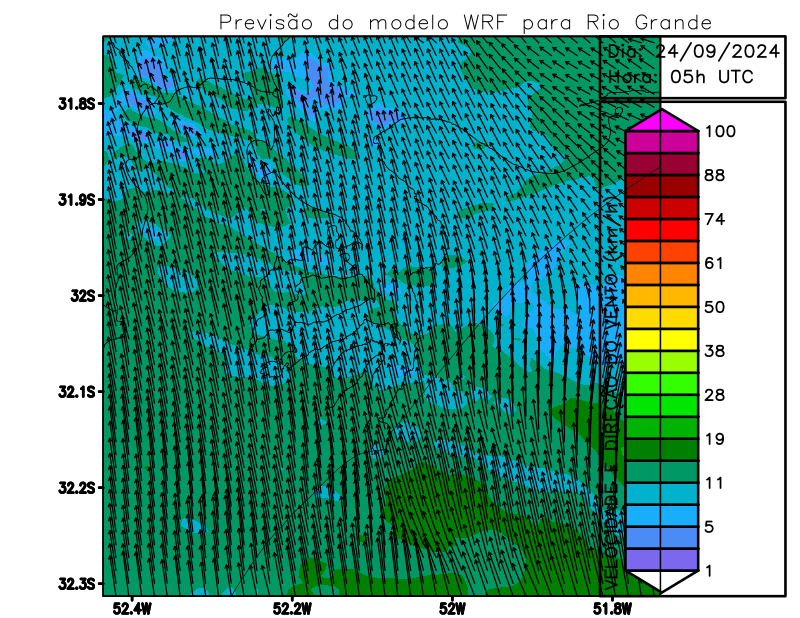 Previsão do modelo WRF para Rio Grande
Dia: 24/09/2024
Hora: 05h UTC
31.8S
31.9S
32S
32.1S
32.2S
32.3S
52.4W
52.2W
52W
51.8W
VELOCIDADE E DIREÇÃO DO VENTO (km/h)
100
88
74
61
50
38
28
19
11
5
1